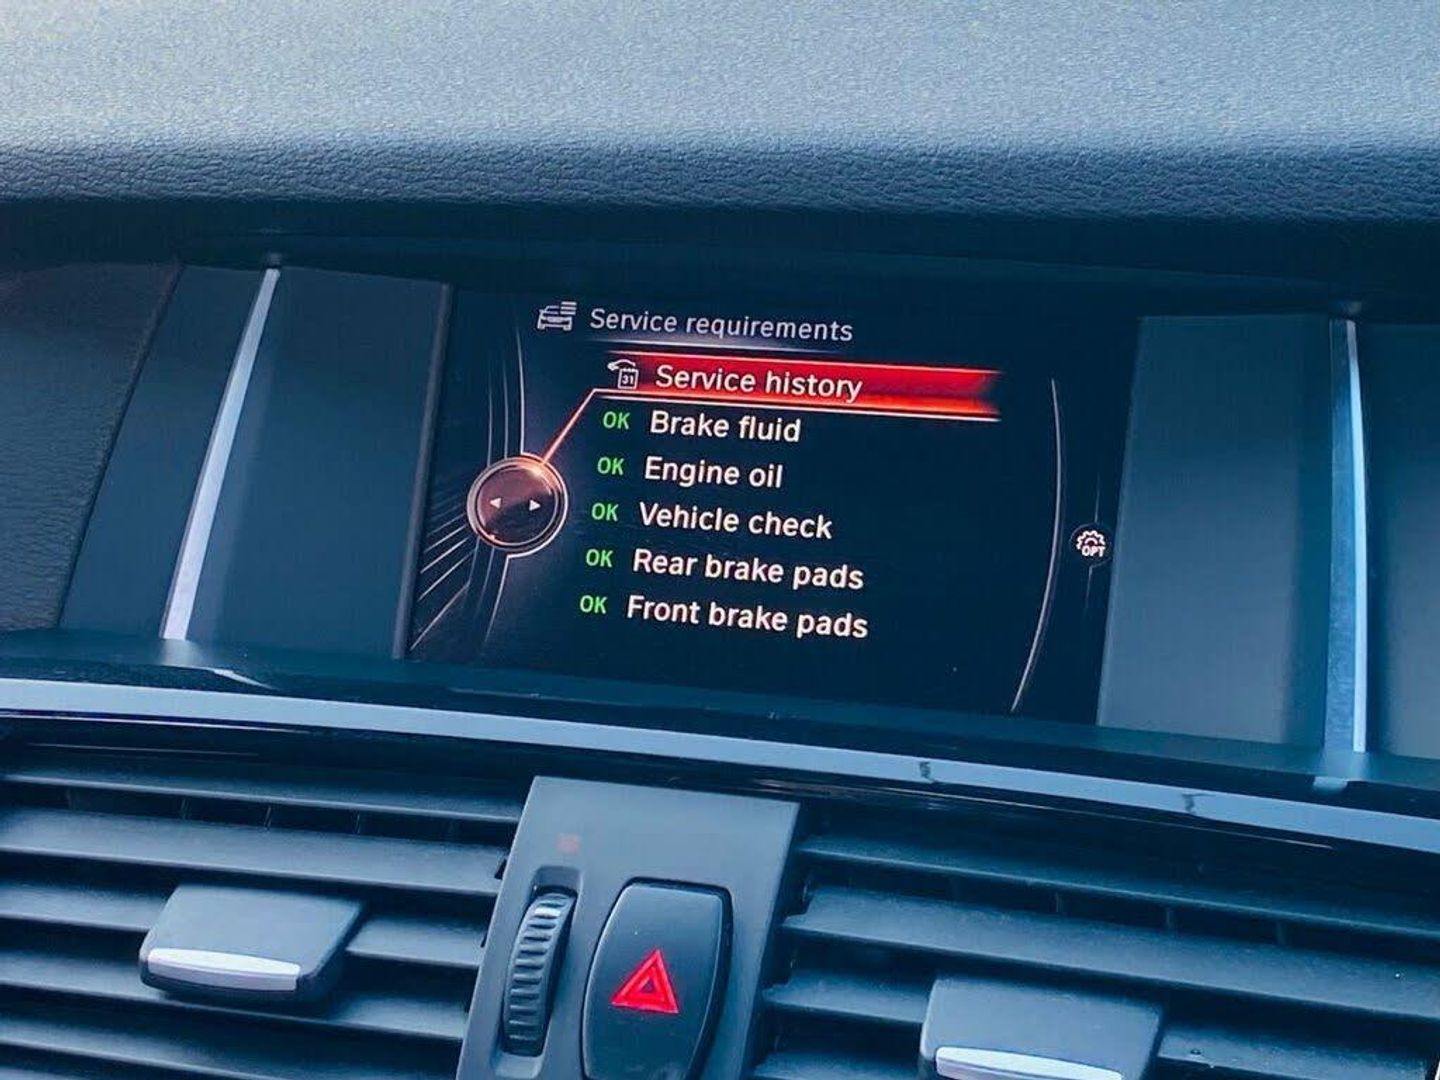 Service requirements
31 Service history
OK Brake fluid
OK Engine oil
OK Vehicle check
OK Rear brake pads
OK Front brake pads
OPT